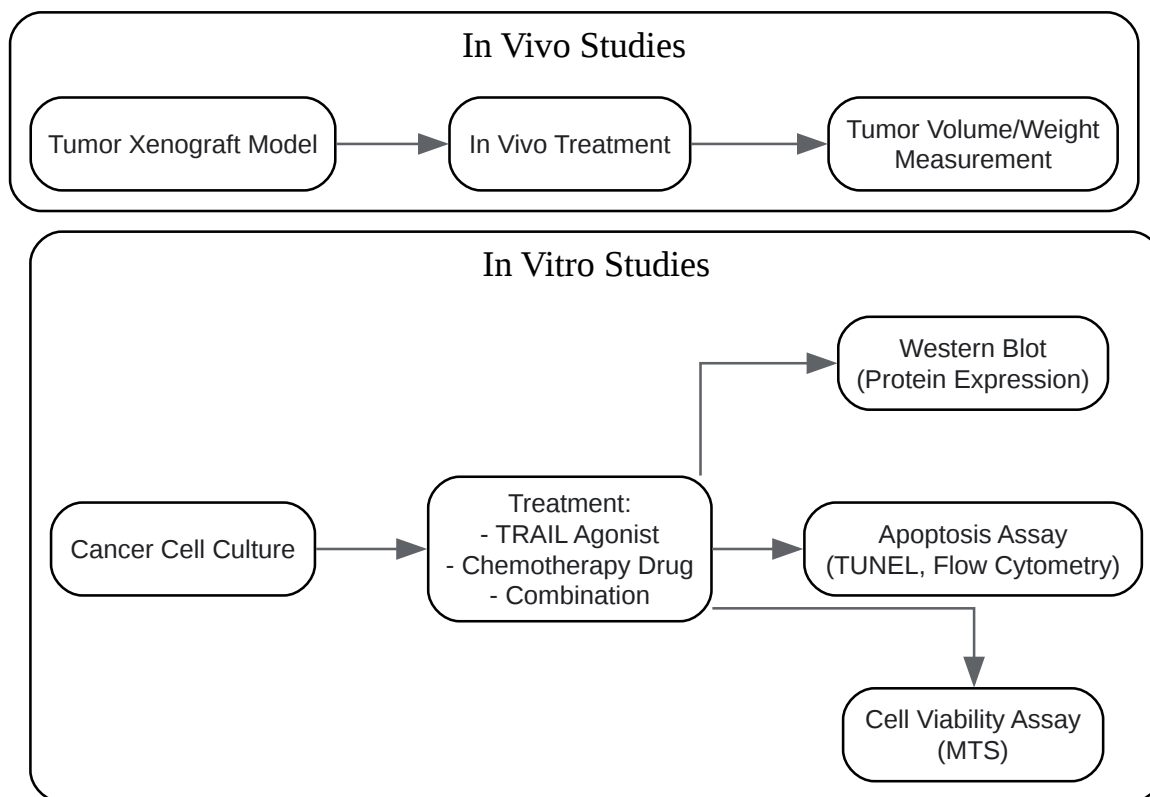 In Vivo Studies
Tumor Xenograft Model
In Vivo Treatment
Tumor Volume/Weight
Measurement
In Vitro Studies
Western Blot
(Protein Expression)
Cancer Cell Culture
Treatment:
- TRAIL Agonist
- Chemotherapy Drug
- Combination
Apoptosis Assay
(TUNEL, Flow Cytometry)
Cell Viability Assay
(MTS)